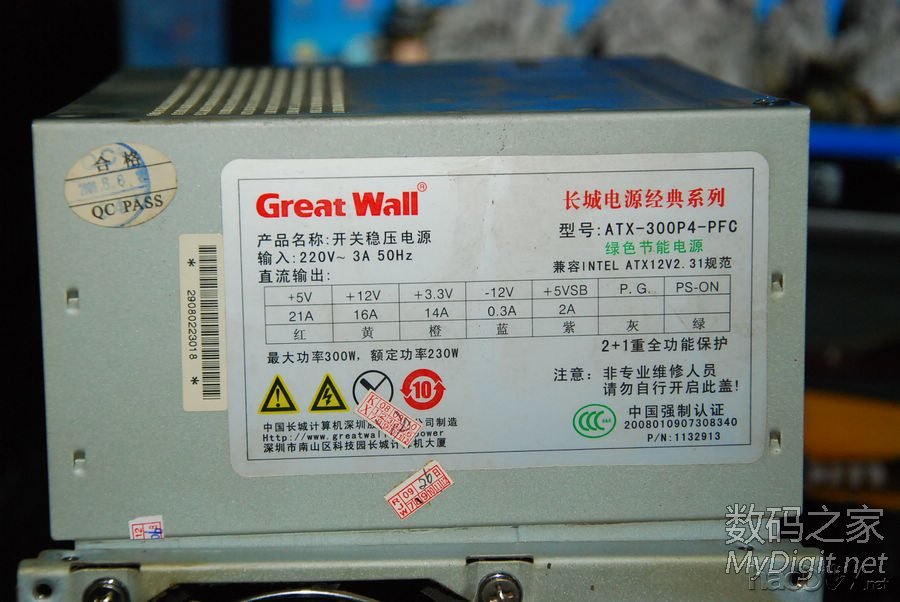 合格
QC PASS
* 29080223018 *
Great Wall®
长城电源经典系列
产品名称:开关稳压电源
型号:ATX-300P4-PFC
输入:220V~ 3A 50Hz
绿色节能电源
直流输出:
兼容INTEL ATX12V2.31规范
+5V +12V +3.3V -12V +5VSB P.G. PS-ON
21A 16A 14A 0.3A 2A
红 黄 橙 蓝 紫 灰 绿
最大功率300W，额定功率230W
2+1重全功能保护
注意：非专业维修人员
请勿自行开启此盖!
10
中国长城计算机深圳 公司制造
Http://www.greatwall
深圳市南山区科技园长城计算机大厦
CCC
中国强制认证
2008010907308340
P/N:1132913
数码之家
MyDigit.net